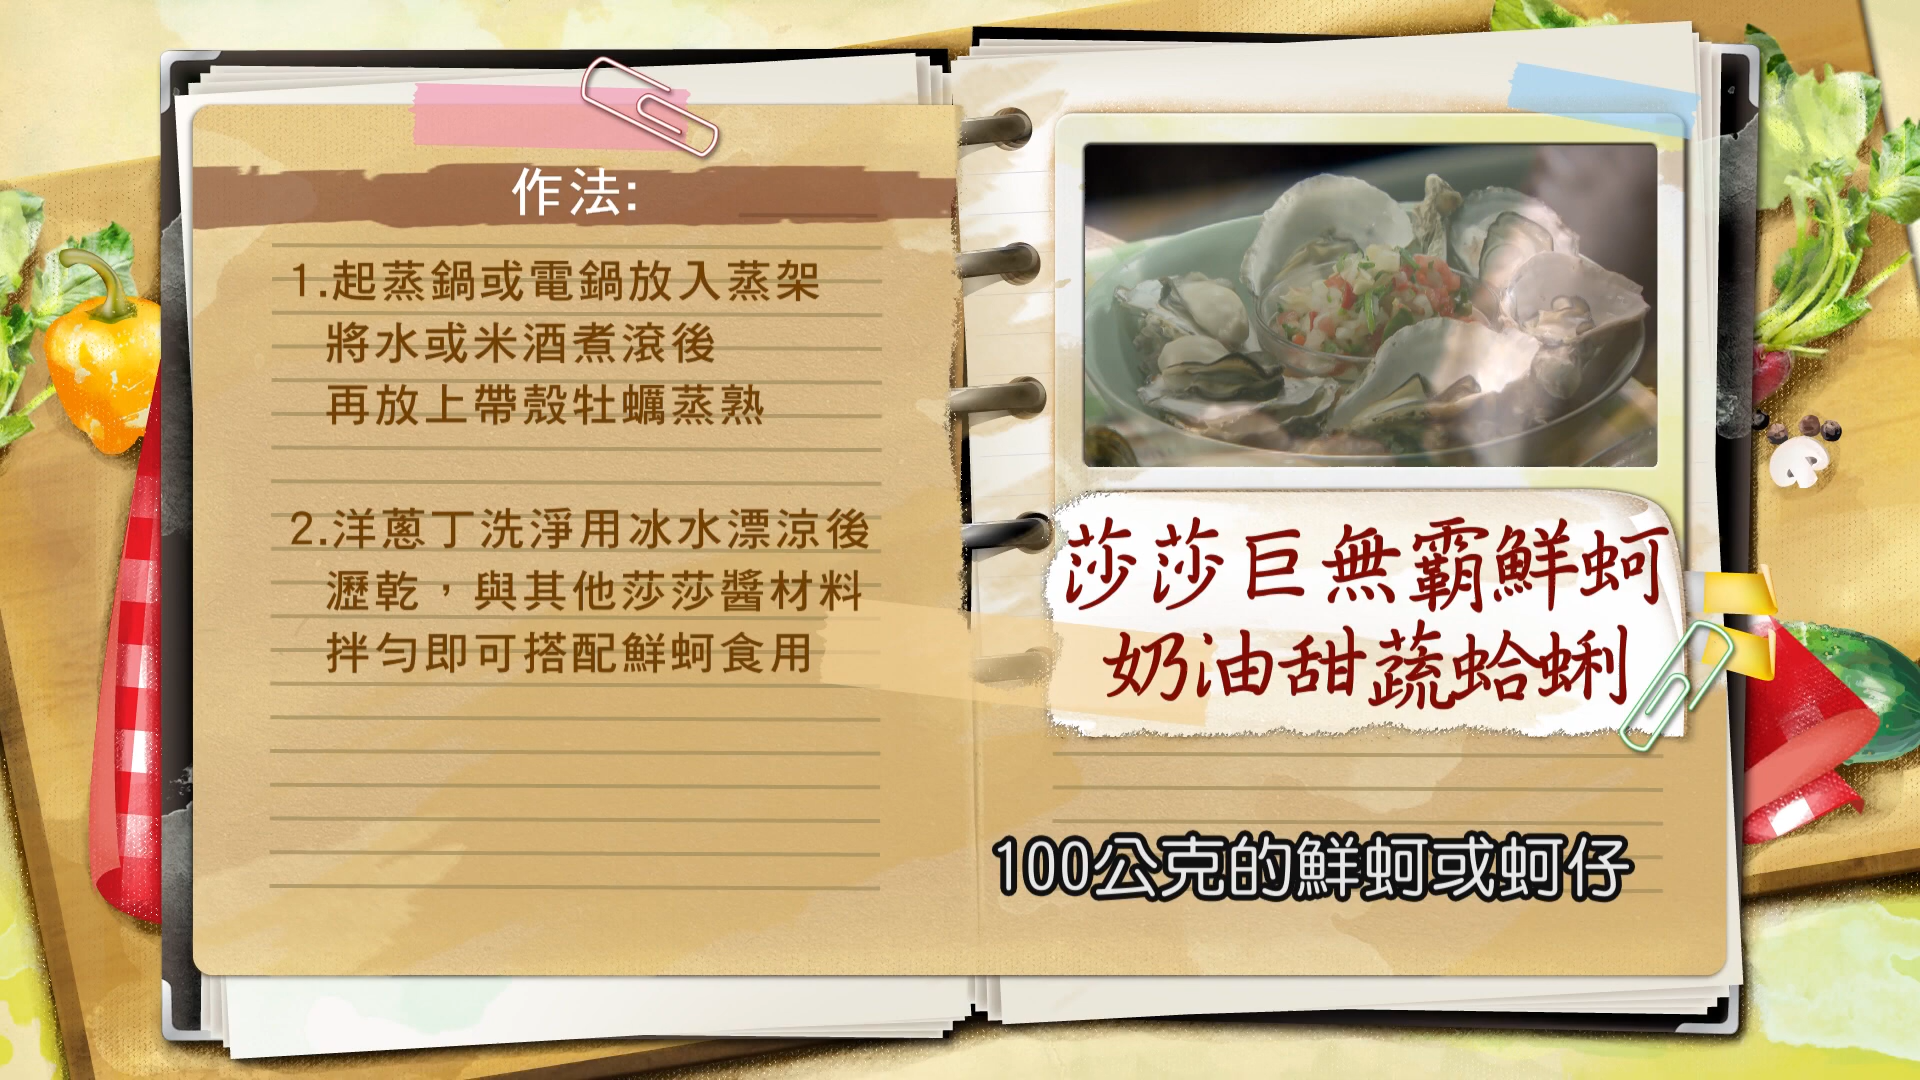 作法:
1.起蒸鍋或電鍋放入蒸架
將水或米酒煮滾後
再放上帶殼牡蠣蒸熟
2.洋蔥丁洗淨用冰水漂涼後
瀝乾，與其他莎莎醬材料
拌勻即可搭配鮮蚵食用
莎莎巨無霸鮮蚵
奶油甜蔬蛤蜊
100公克的鮮蚵或蚵仔